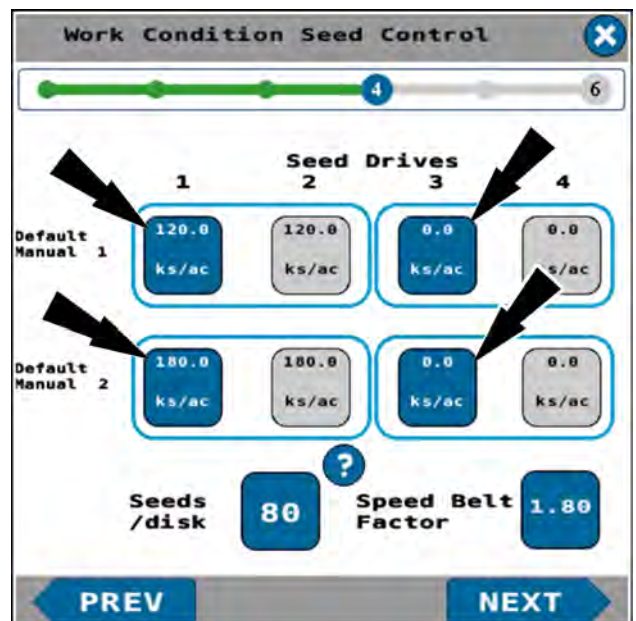 Work Condition Seed Control
4 6
Seed Drives
1 2 3 4
Default Manual 1
120.0 ks/ac 120.0 ks/ac 0.0 ks/ac 0.0 s/ac
Default Manual 2
180.0 ks/ac 180.0 ks/ac 0.0 ks/ac 0.0 ks/ac
?
Seeds /disk 80 Speed Belt Factor 1.80
PREV NEXT